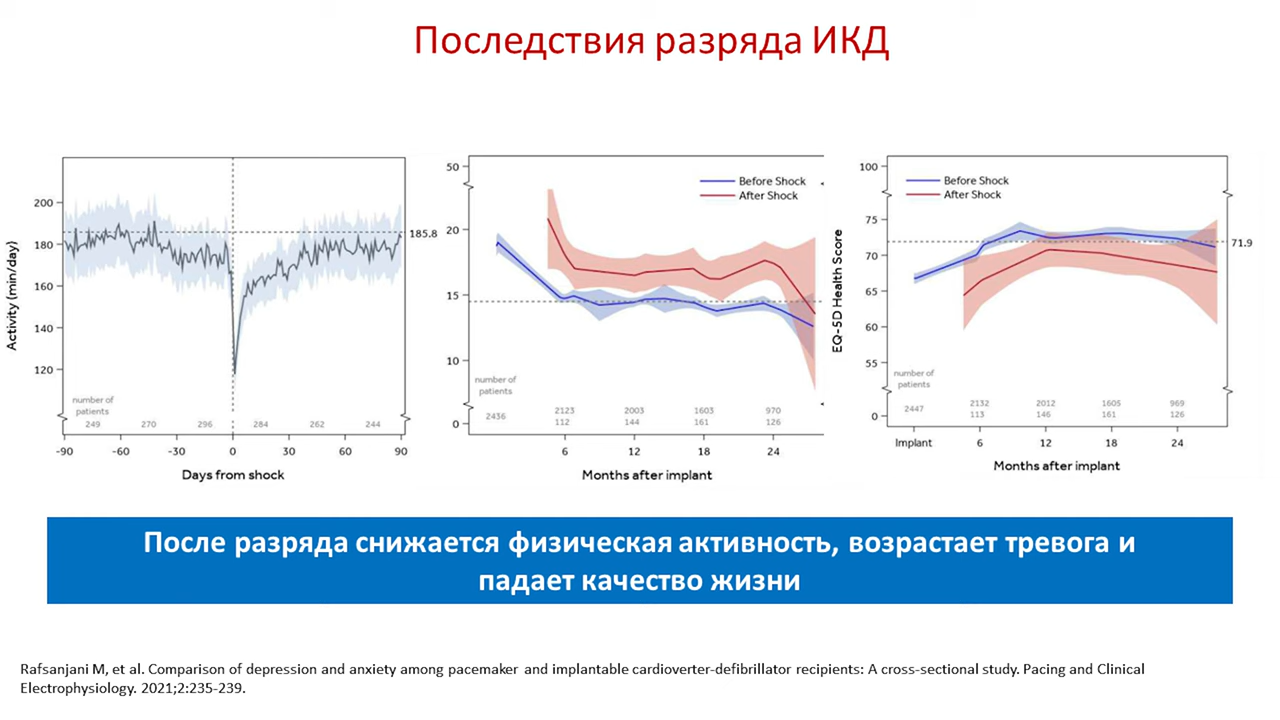 Последствия разряда ИКД
Activity (min/day)
200
180
160
140
120
185.8
number of
patients
249 270 296 284 262 244
-90 -60 -30 0 30 60 90
Days from shock
50
20
15
10
0
Before Shock
After Shock
number of
patients
2436 2123 2003 1603 970
112 144 161 126
6 12 18 24
Months after implant
EQ-5D Health Score
100
75
70
65
60
55
0
Before Shock
After Shock
71.9
number of
patients
2447 2132 2012 1605 969
113 146 161 126
Implant 6 12 18 24
Months after implant
После разряда снижается физическая активность, возрастает тревога и
падает качество жизни
Rafsanjani M, et al. Comparison of depression and anxiety among pacemaker and implantable cardioverter-defibrillator recipients: A cross-sectional study. Pacing and Clinical
Electrophysiology. 2021;2:235-239.